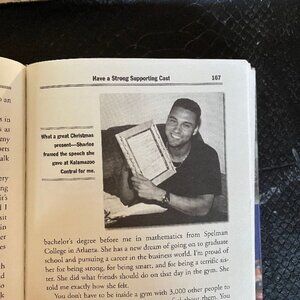 Have a Strong Supporting Cast 167
What a great Christmas
present—Sharlee
framed the speech she
gave at Kalamazoo
Central for me.
bachelor's degree before me in mathematics from Spelman
College in Atlanta. She has a new dream of going on to graduate
school and pursuing a career in the business world. I'm proud of
her for being strong, for being smart, and for being a terrific sis-
ter. She did what friends should do on that day in the gym. She
told me exactly how she felt.
You don't have to be inside a gym with 3,000 other people to